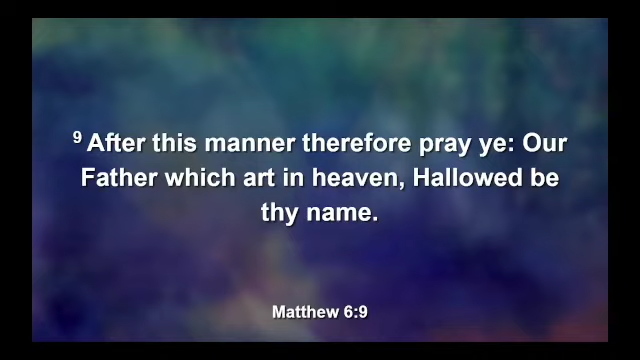 9 After this manner therefore pray ye: Our
Father which art in heaven, Hallowed be
thy name.
Matthew 6:9